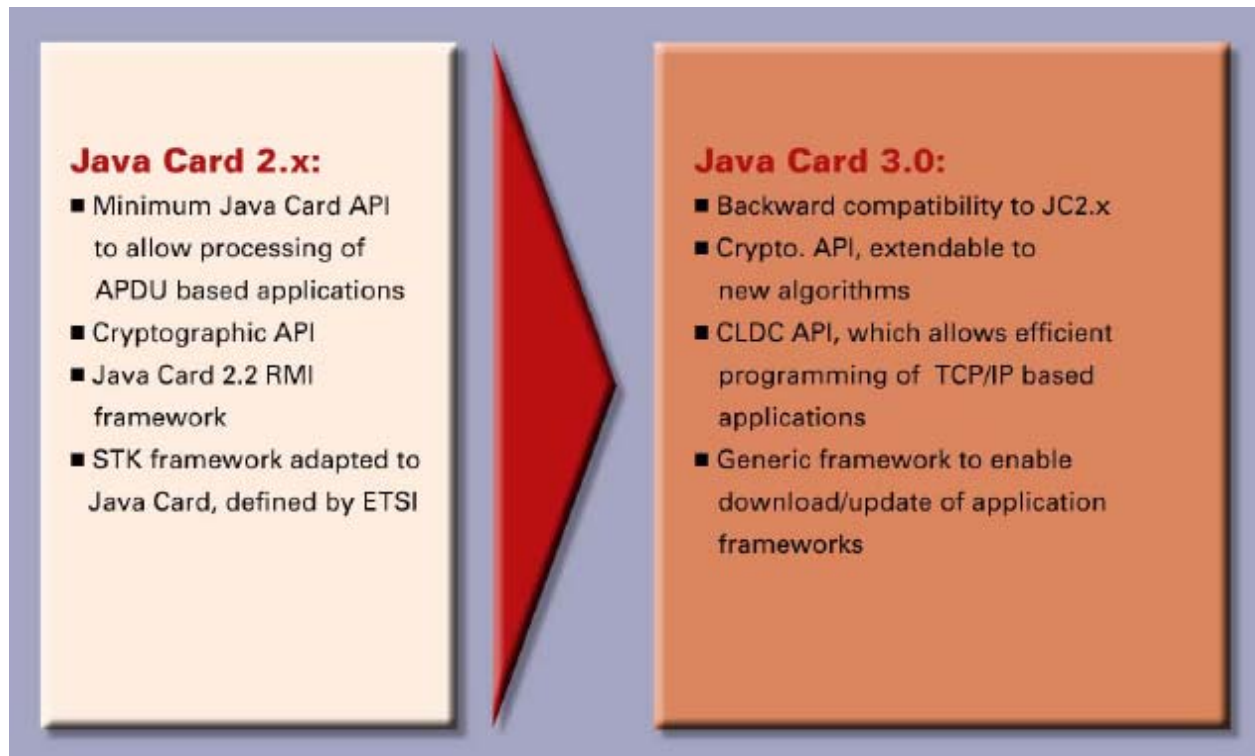 Java Card 2.x:
■ Minimum Java Card API
to allow processing of
APDU based applications
■ Cryptographic API
■ Java Card 2.2 RMI
framework
■ STK framework adapted to
Java Card, defined by ETSI
Java Card 3.0:
■ Backward compatibility to JC2.x
■ Crypto. API, extendable to
new algorithms
■ CLDC API, which allows efficient
programming of TCP/IP based
applications
■ Generic framework to enable
download/update of application
frameworks